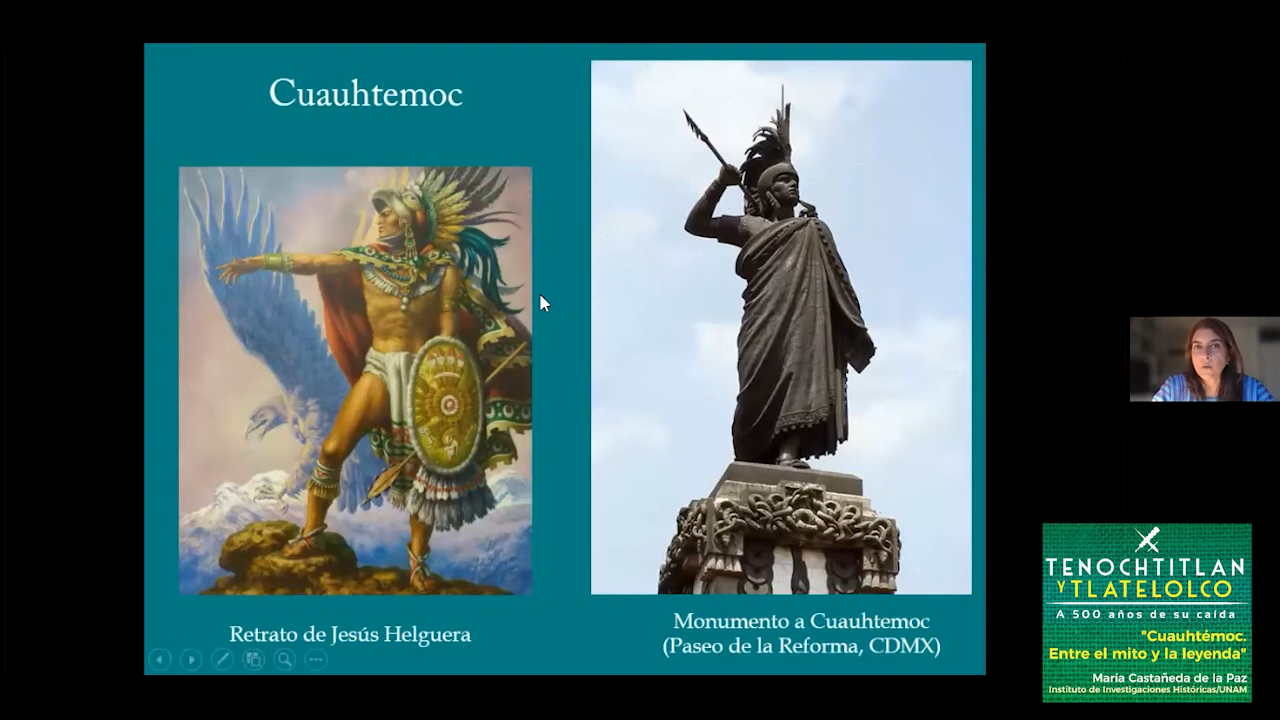 Cuauhtemoc
Retrato de Jesús Helguera
Monumento a Cuauhtemoc
(Paseo de la Reforma, CDMX)
TENOCHTITLAN
Y TLATELOLCO
A 500 años de su caída
"Cuauhtémoc.
Entre el mito y la leyenda"
María Castañeda de la Paz
Instituto de Investigaciones Históricas/UNAM